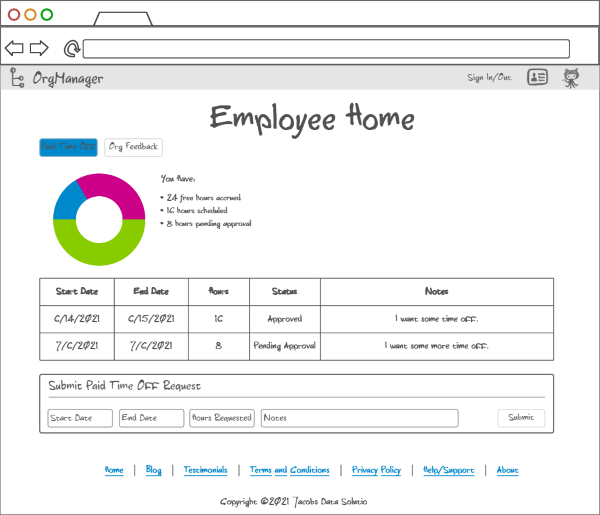 OrgManager
Sign In/Out
Employee Home
Paid Time Off
Org Feedback
You have:
• 24 free hours accrued
• 16 hours scheduled
• 8 hours pending approval
Start Date End Date Hours Status Notes
6/14/2021 6/15/2021 16 Approved I want some time off.
7/6/2021 7/6/2021 8 Pending Approval I want some more time off.
Submit Paid Time Off Request
Start Date End Date Hours Requested Notes Submit
Home | Blog | Testimonials | Terms and Conditions | Privacy Policy | Help/Support | About
Copyright ©2021 Jacobs Data Solutio